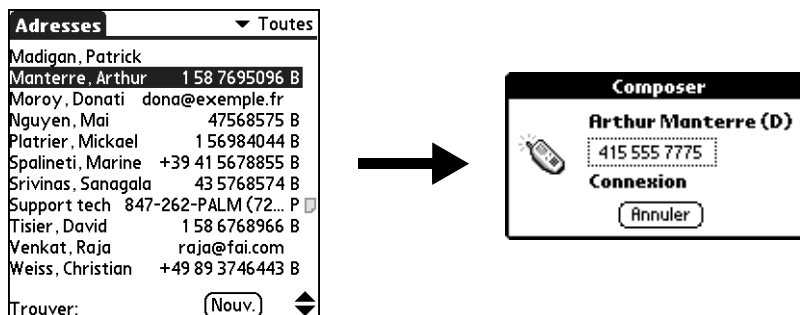 Adresses
Toutes
Madigan, Patrick
Manterre, Arthur 1 58 7695096 B
Moroy, Donati dona@exemple.fr
Nguyen, Mai 47568575 B
Platrier, Mickael 1 56984044 B
Spalineti, Marine +39 41 5678855 B
Srivinas, Sanagala 43 5768574 B
Support tech 847-262-PALM (72... P
Tisier, David 1 58 6768966 B
Venkat, Raja raja@fai.com
Weiss, Christian +49 89 3746443 B
Trouver:
Nouv.
Composer
Arthur Manterre (D)
415 555 7775
Connexion
Annuler